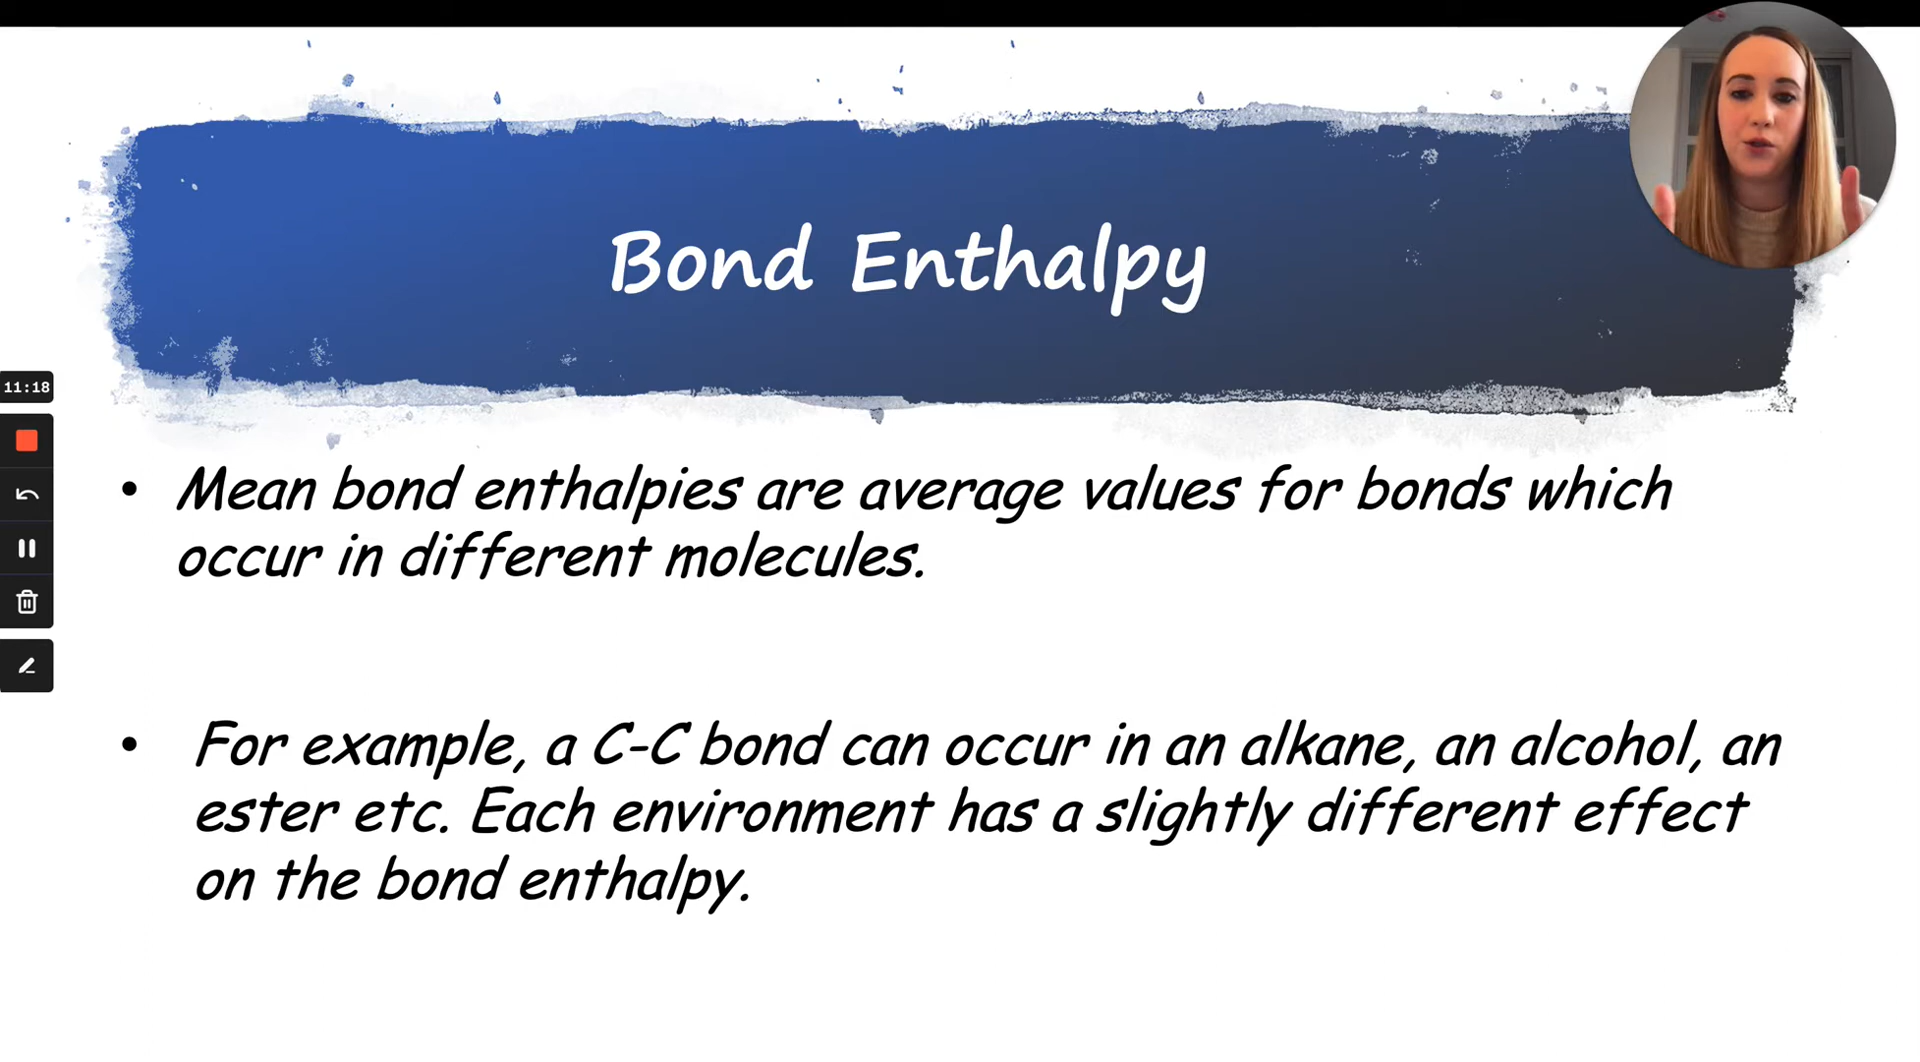 Bond Enthalpy
11:18
• Mean bond enthalpies are average values for bonds which
occur in different molecules.
• For example, a C-C bond can occur in an alkane, an alcohol, an
ester etc. Each environment has a slightly different effect
on the bond enthalpy.